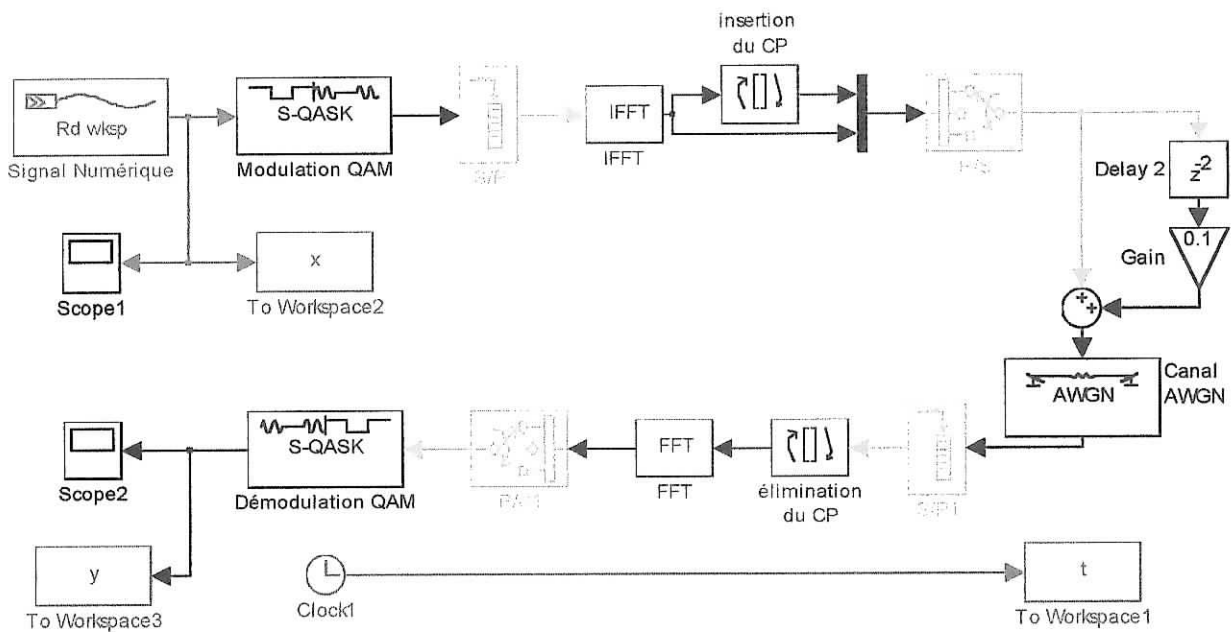 insertion
du CP
Rd wksp
Signal Numérique
S-QASK
Modulation QAM
S/P
IFFT
IFFT
P/S
Delay 2
z-2
0.1
Gain
Scope1
x
To Workspace2
+
+
AWGN
Canal
AWGN
Scope2
S-QASK
Démodulation QAM
FFT
FFT
élimination
du CP
S/P1
y
To Workspace3
Clock1
t
To Workspace1